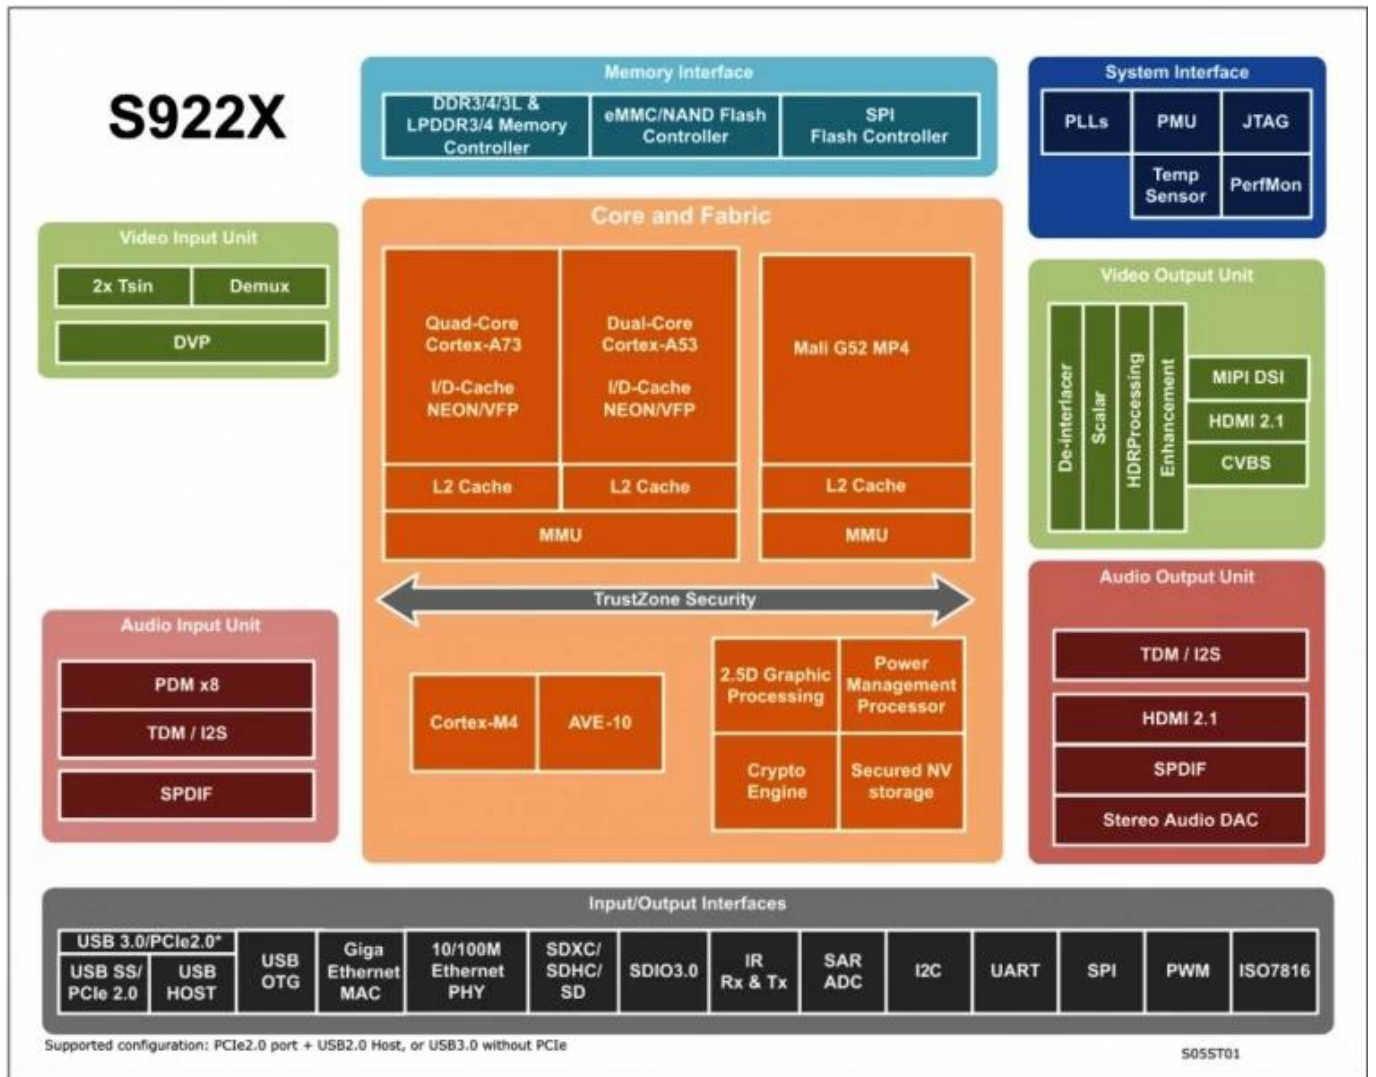 S922X
Memory Interface
DDR3/4/3L &
LPDDR3/4 Memory
Controller
eMMC/NAND Flash
Controller
SPI
Flash Controller
System Interface
PLLs
PMU
JTAG
Temp
Sensor
PerfMon
Video Input Unit
2x Tsin
Demux
DVP
Core and Fabric
Quad-Core
Cortex-A73
I/D-Cache
NEON/VFP
Dual-Core
Cortex-A53
I/D-Cache
NEON/VFP
Mali G52 MP4
L2 Cache
L2 Cache
L2 Cache
MMU
MMU
TrustZone Security
Cortex-M4
AVE-10
2.5D Graphic
Processing
Power
Management
Processor
Crypto
Engine
Secured NV
storage
Video Output Unit
De-interlacer
Scalar
HDRProcessing
Enhancement
MIPI DSI
HDMI 2.1
CVBS
Audio Input Unit
PDM x8
TDM / I2S
SPDIF
Audio Output Unit
TDM / I2S
HDMI 2.1
SPDIF
Stereo Audio DAC
Input/Output Interfaces
USB 3.0/PCIe2.0*
USB SS/
PCIe 2.0
USB
HOST
USB
OTG
Giga
Ethernet
MAC
10/100M
Ethernet
PHY
SDXC/
SDHC/
SD
SDIO3.0
IR
Rx & Tx
SAR
ADC
I2C
UART
SPI
PWM
ISO7816
Supported configuration: PCIe2.0 port + USB2.0 Host, or USB3.0 without PCIe
S05ST01